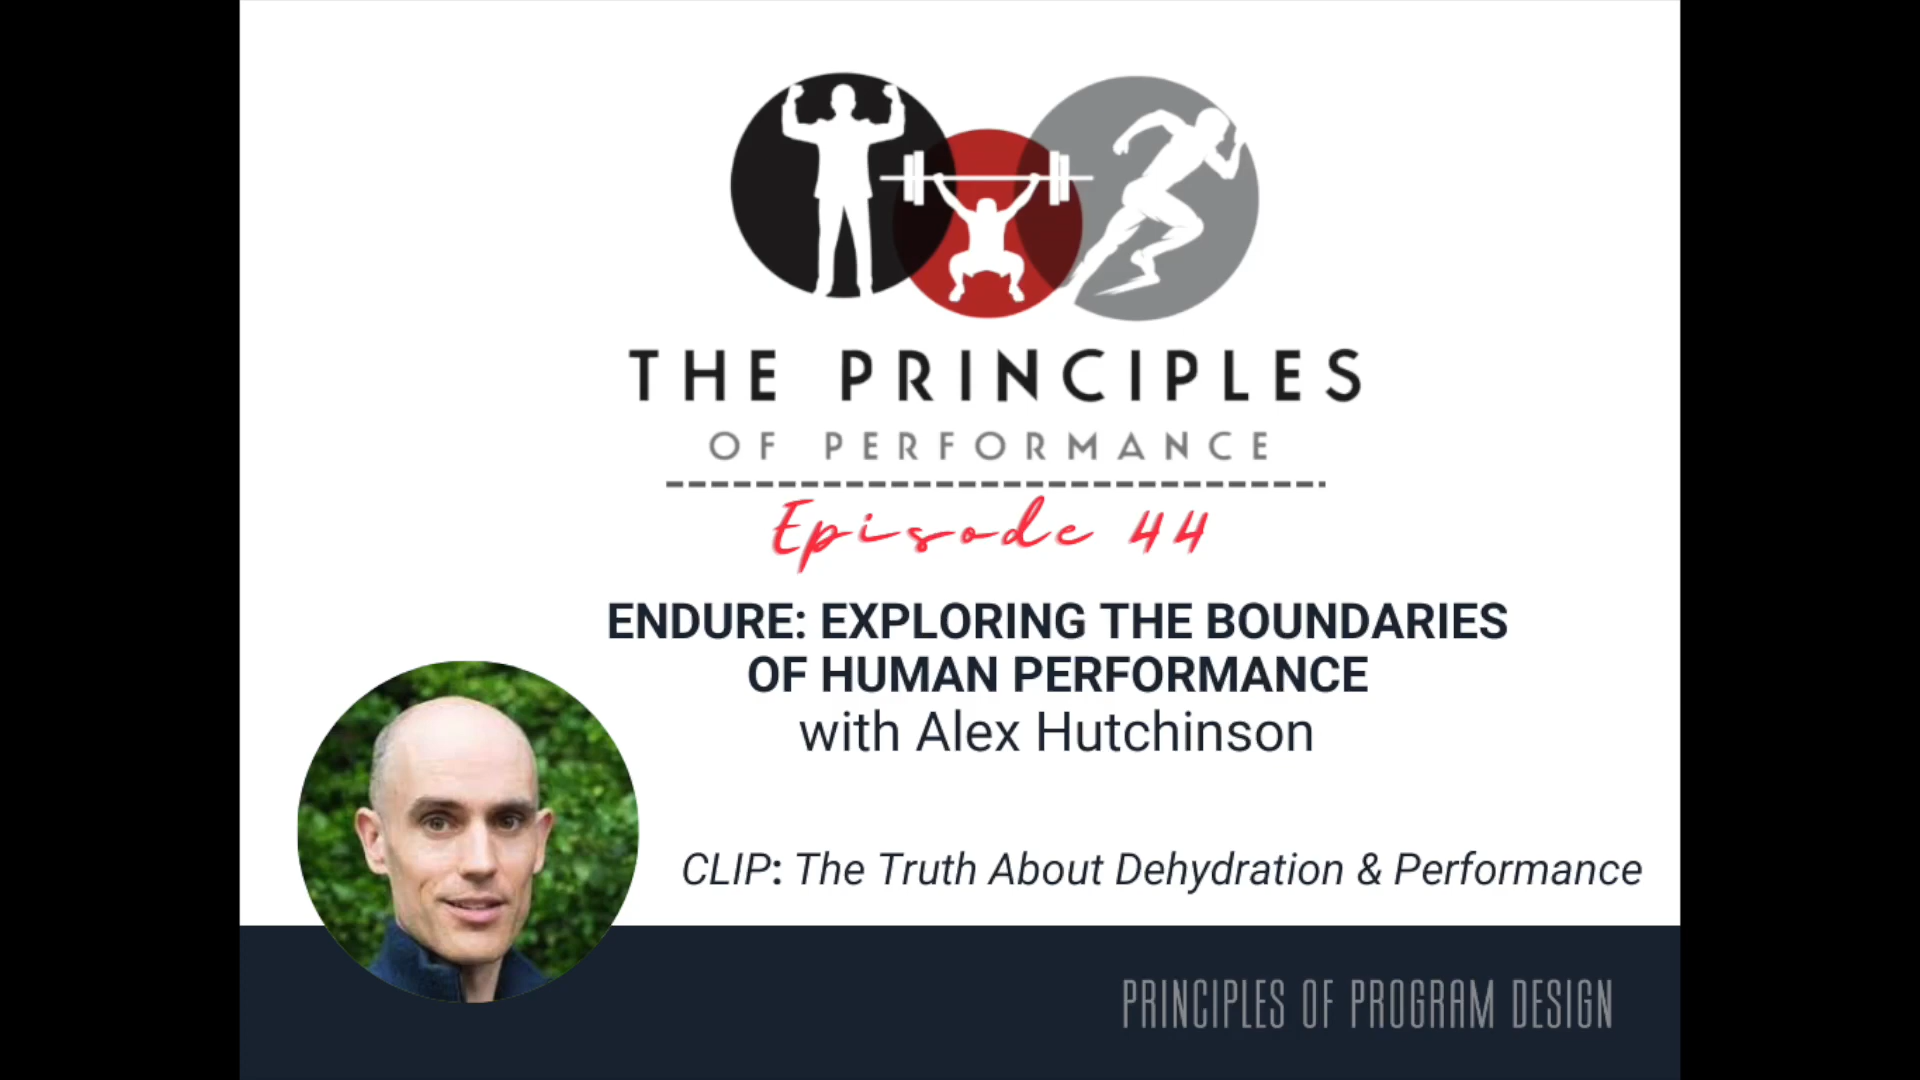 THE PRINCIPLES
OF PERFORMANCE
Episode 44
ENDURE: EXPLORING THE BOUNDARIES
OF HUMAN PERFORMANCE
with Alex Hutchinson
CLIP: The Truth About Dehydration & Performance
PRINCIPLES OF PROGRAM DESIGN